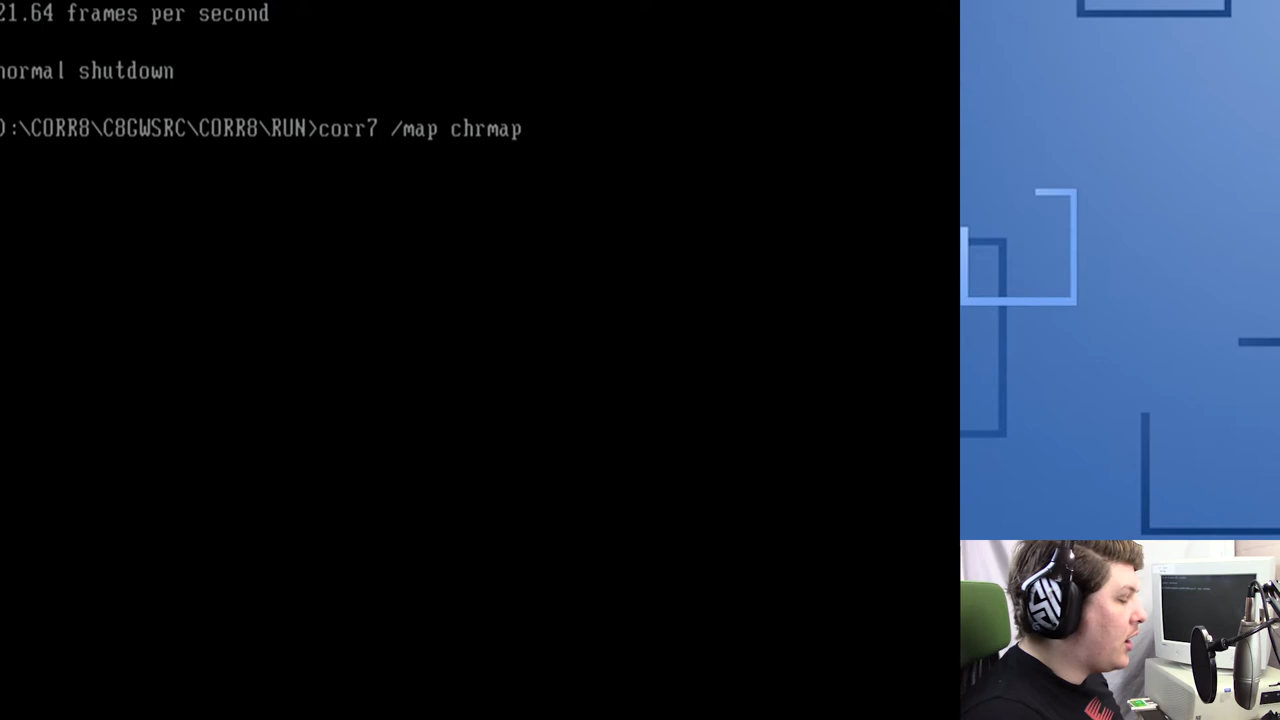 21.64 frames per second
normal shutdown
D:\CORR8\C8GWSRC\CORR8\RUN>corr7 /map chrmap